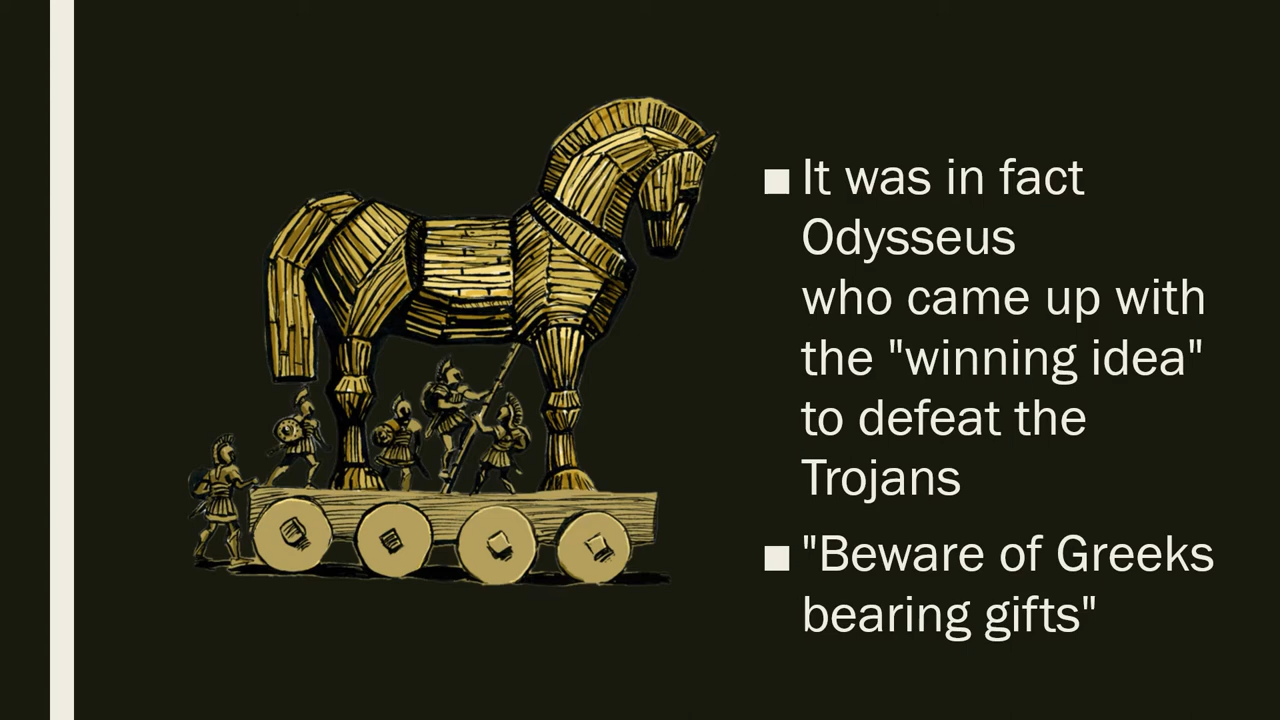 It was in fact
Odysseus
who came up with
the "winning idea"
to defeat the
Trojans
"Beware of Greeks
bearing gifts"